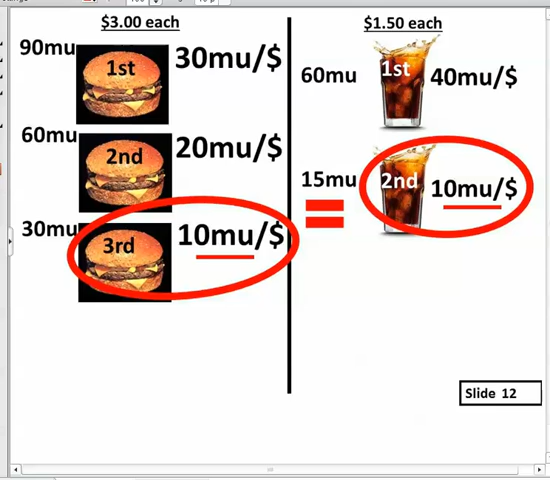 $3.00 each
90mu 1st 30mu/$
60mu 2nd 20mu/$
30mu 3rd 10mu/$
$1.50 each
60mu 1st 40mu/$
15mu 2nd 10mu/$
Slide 12